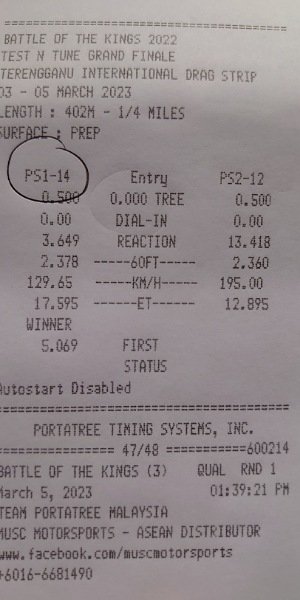 ================================
BATTLE OF THE KINGS 2022
TEST N TUNE GRAND FINALE
TERENGGANU INTERNATIONAL DRAG STRIP
03 - 05 MARCH 2023
LENGTH : 402M - 1/4 MILES
SURFACE : PREP
PS1-14 Entry PS2-12
0.500 0.000 TREE 0.500
0.00 DIAL-IN 0.00
3.649 REACTION 13.418
2.378 -----60FT----- 2.360
129.65 -----KM/H----- 195.00
17.595 ------ET------ 12.895
WINNER
5.069 FIRST
STATUS
Autostart Disabled
================================
PORTATREE TIMING SYSTEMS, INC.
================ 47/48 ===========600214
BATTLE OF THE KINGS (3) QUAL RND 1
March 5, 2023 01:39:21 PM
TEAM PORTATREE MALAYSIA
MUSC MOTORSPORTS - ASEAN DISTRIBUTOR
www.facebook.com/muscmotorsports
+6016-6681490